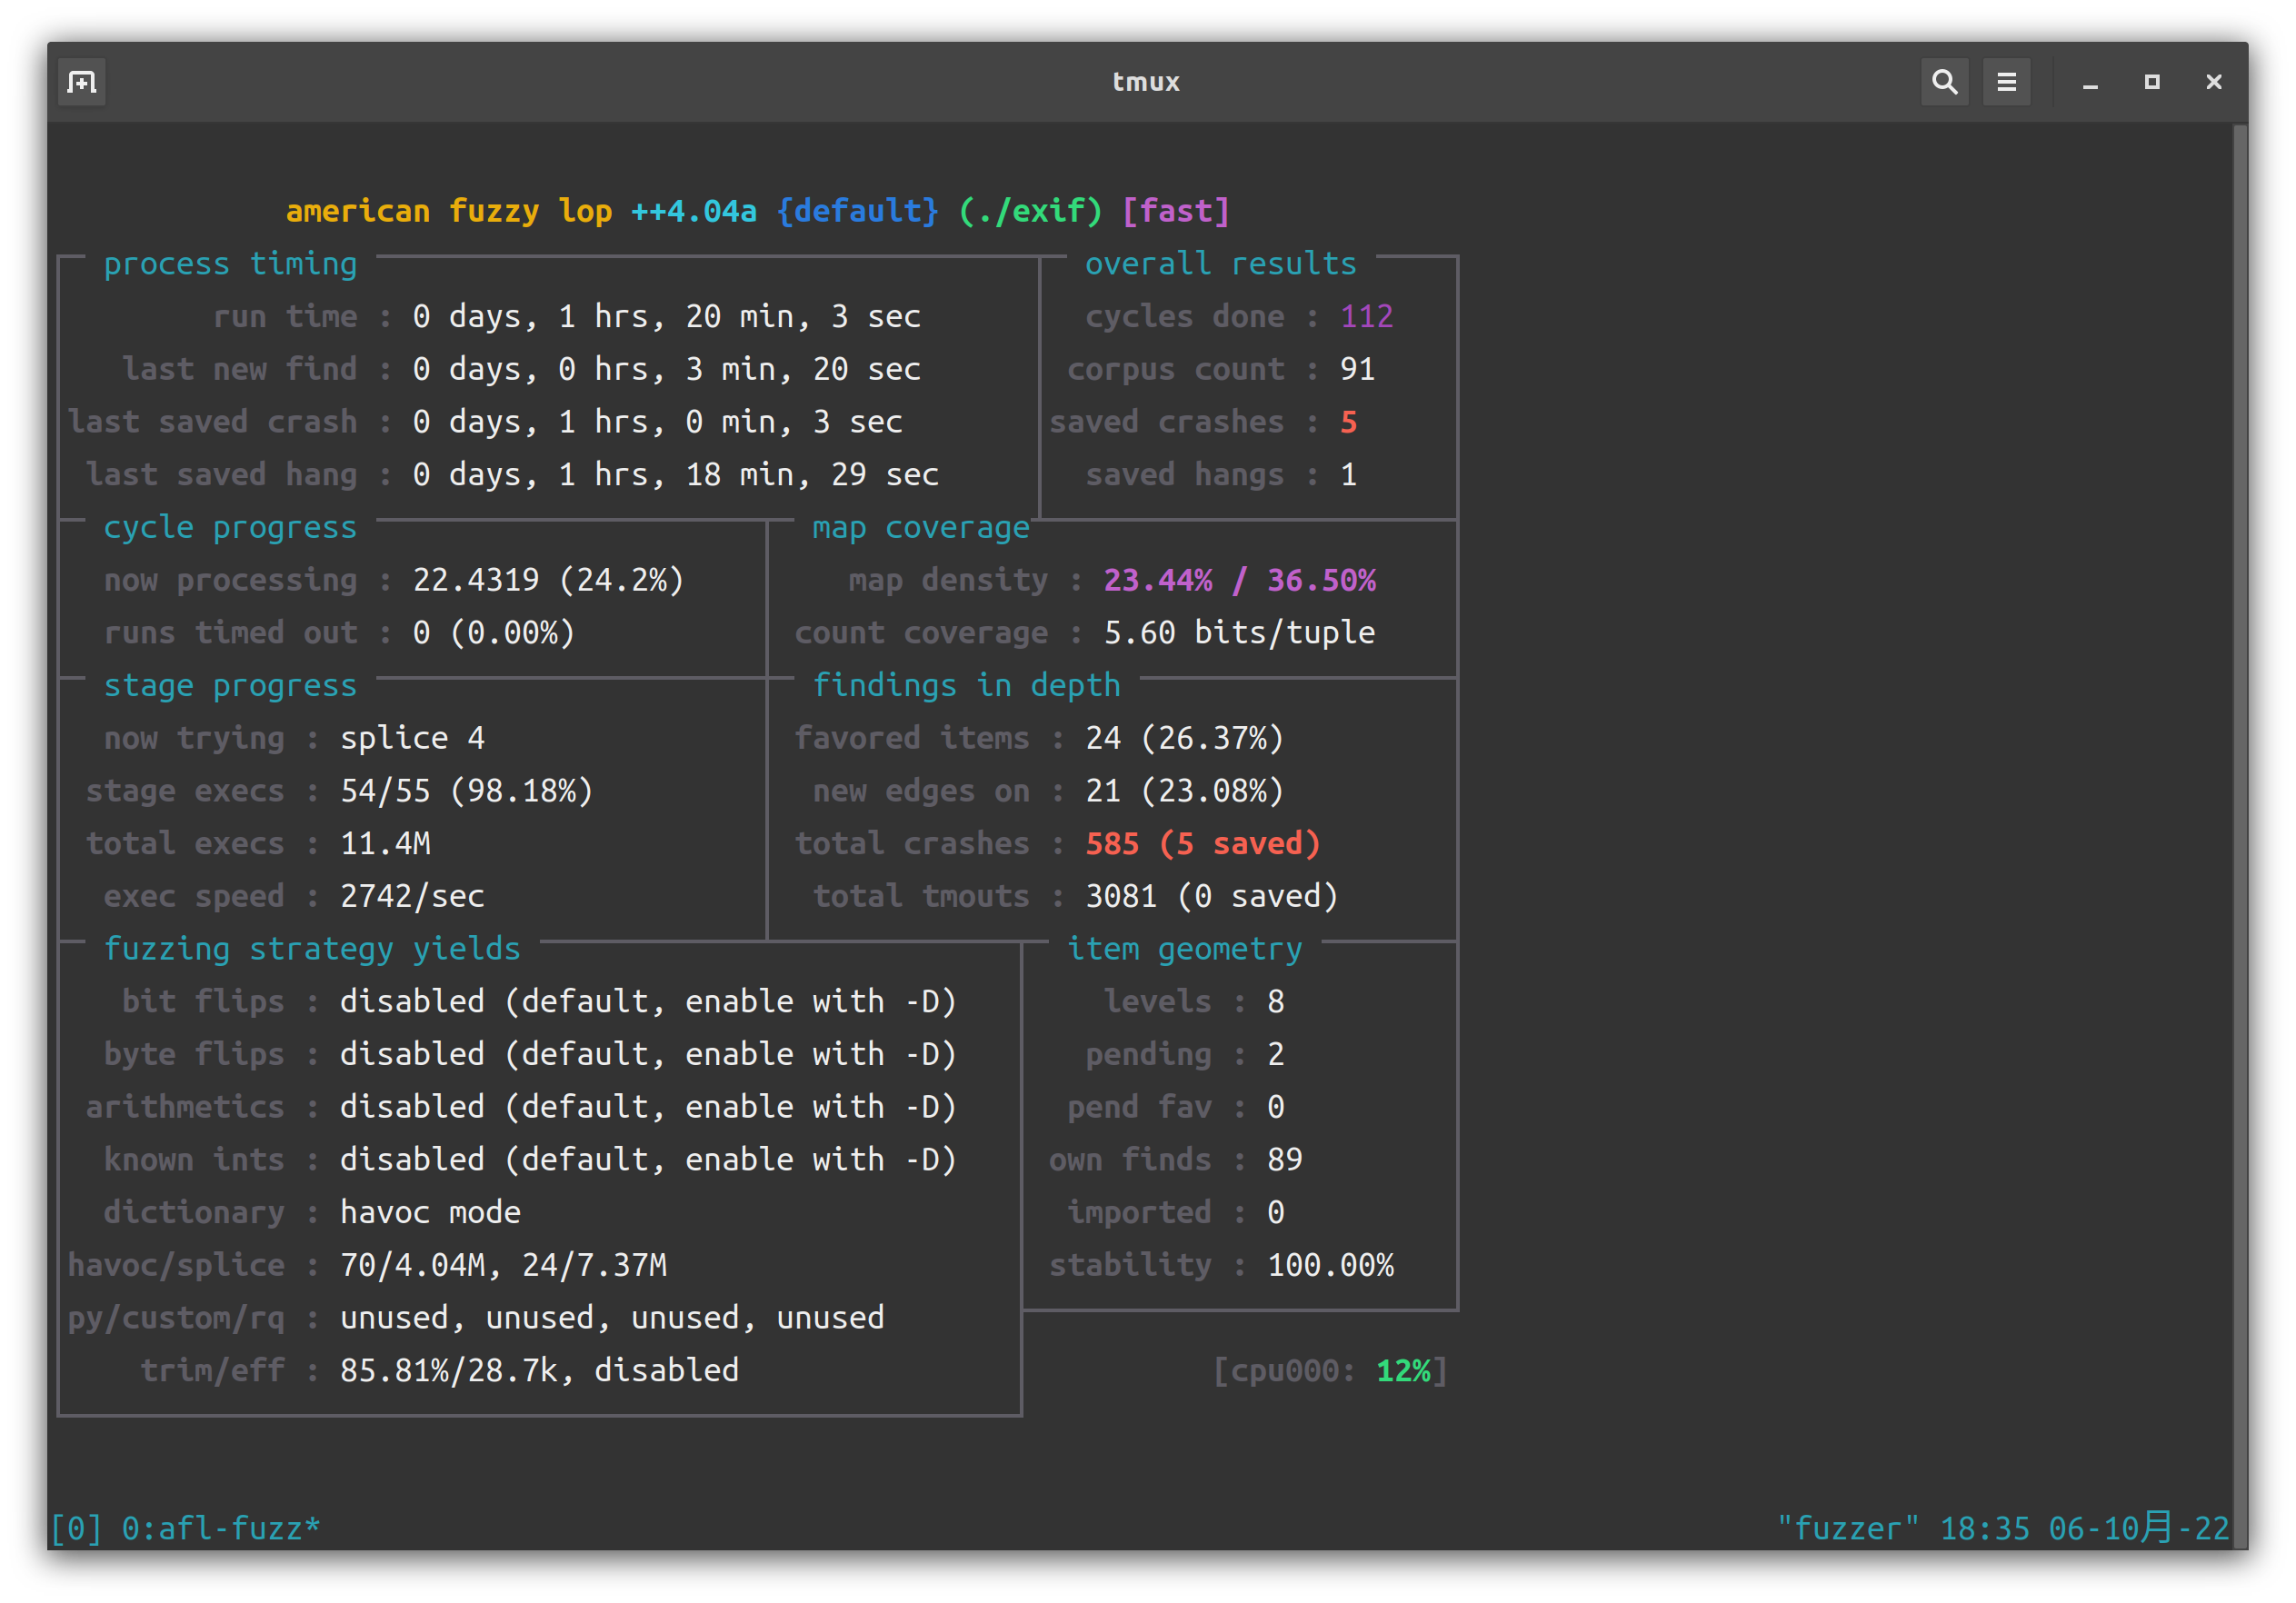 tmux
american fuzzy lop ++4.04a {default} (./exif) [fast]
process timing overall results
run time : 0 days, 1 hrs, 20 min, 3 sec cycles done : 112
last new find : 0 days, 0 hrs, 3 min, 20 sec corpus count : 91
last saved crash : 0 days, 1 hrs, 0 min, 3 sec saved crashes : 5
last saved hang : 0 days, 1 hrs, 18 min, 29 sec saved hangs : 1
cycle progress map coverage
now processing : 22.4319 (24.2%) map density : 23.44% / 36.50%
runs timed out : 0 (0.00%) count coverage : 5.60 bits/tuple
stage progress findings in depth
now trying : splice 4 favored items : 24 (26.37%)
stage execs : 54/55 (98.18%) new edges on : 21 (23.08%)
total execs : 11.4M total crashes : 585 (5 saved)
exec speed : 2742/sec total tmouts : 3081 (0 saved)
fuzzing strategy yields item geometry
bit flips : disabled (default, enable with -D) levels : 8
byte flips : disabled (default, enable with -D) pending : 2
arithmetics : disabled (default, enable with -D) pend fav : 0
known ints : disabled (default, enable with -D) own finds : 89
dictionary : havoc mode imported : 0
havoc/splice : 70/4.04M, 24/7.37M stability : 100.00%
py/custom/rq : unused, unused, unused, unused
trim/eff : 85.81%/28.7k, disabled [cpu000: 12%]
[0] 0:afl-fuzz* "fuzzer" 18:35 06-10月-22